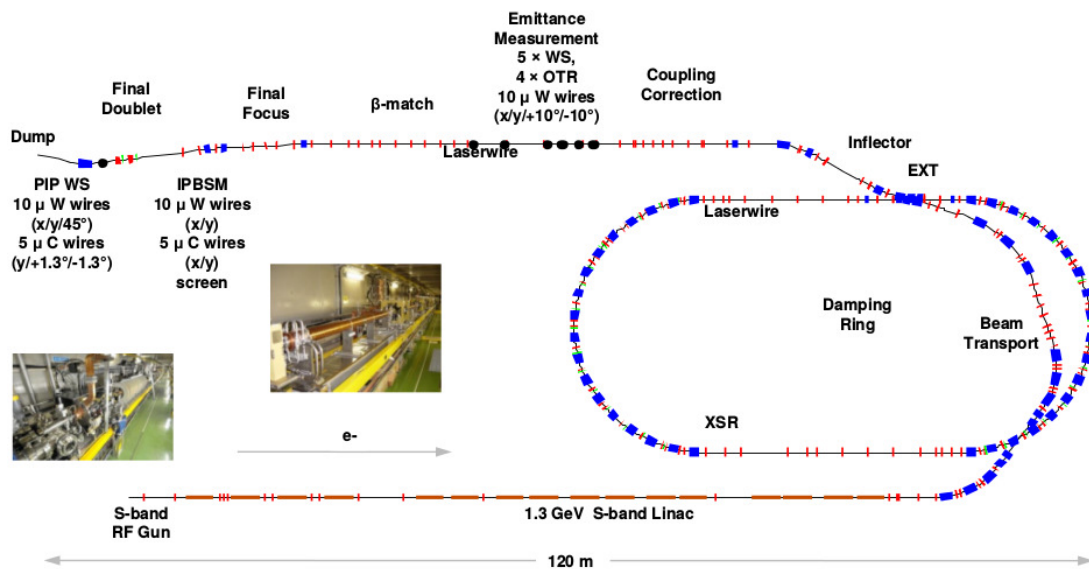 Emittance
Measurement
5 × WS,
4 × OTR
10 μ W wires
(x/y/+10°/-10°)
Coupling
Correction
Final
Doublet
Final
Focus
β-match
Dump
Laserwire
Inflector
EXT
PIP WS
10 μ W wires
(x/y/45°)
5 μ C wires
(y/+1.3°/-1.3°)
IPBSM
10 μ W wires
(x/y)
5 μ C wires
(x/y)
screen
Laserwire
Damping
Ring
Beam
Transport
XSR
e-
S-band
RF Gun
1.3 GeV S-band Linac
120 m